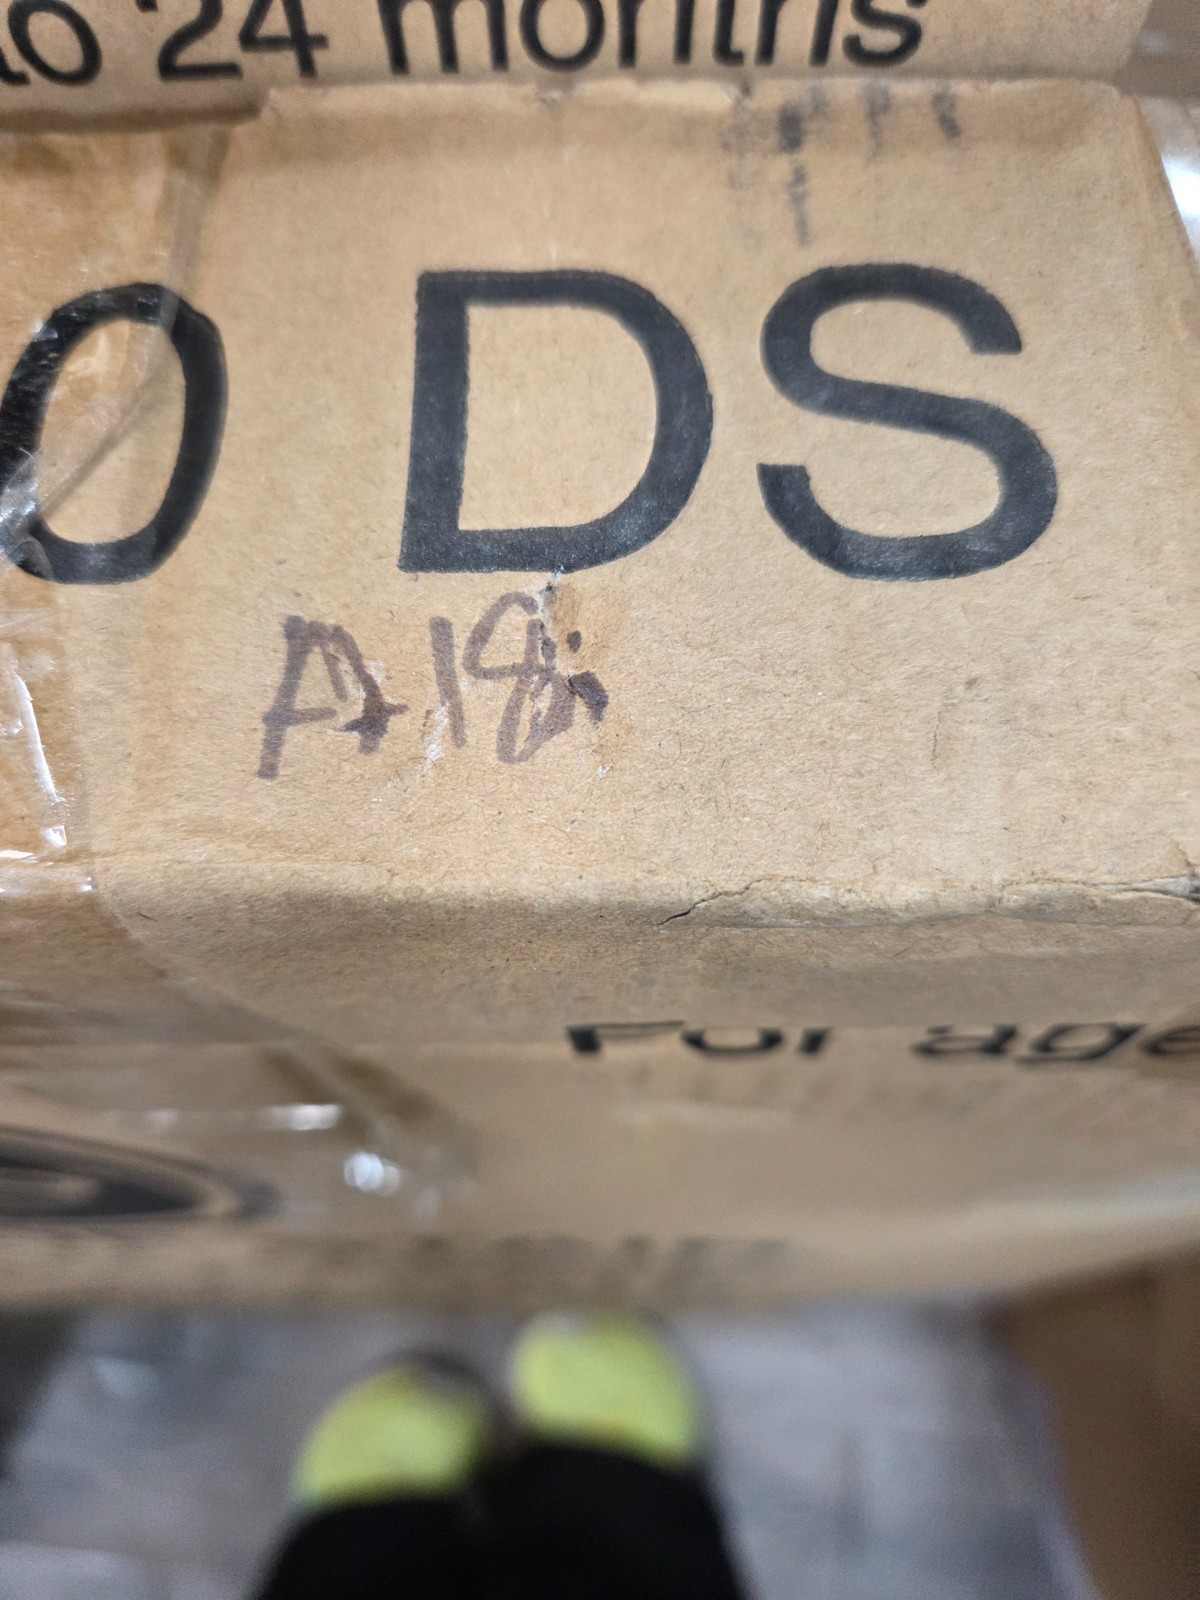 to 24 months
0 DS
A18
For age